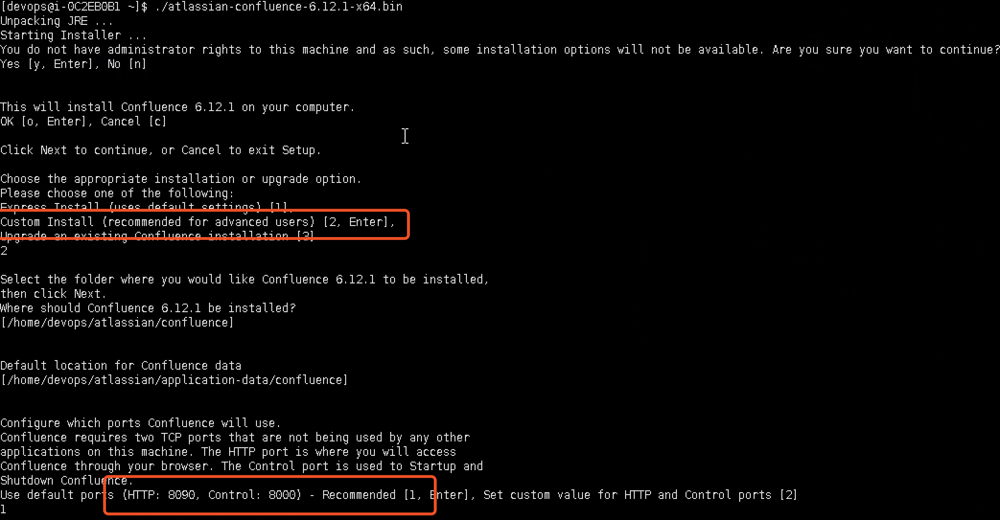 [devops@i-0C2EB0B1 ~]$ ./atlassian-confluence-6.12.1-x64.bin
Unpacking JRE ...
Starting Installer ...
You do not have administrator rights to this machine and as such, some installation options will not be available. Are you sure you want to continue?
Yes [y, Enter], No [n]
This will install Confluence 6.12.1 on your computer.
OK [o, Enter], Cancel [c]
Click Next to continue, or Cancel to exit Setup.
Choose the appropriate installation or upgrade option.
Please choose one of the following:
Express Install (uses default settings) [1],
Custom Install (recommended for advanced users) [2, Enter],
Upgrade an existing Confluence installation [3]
2
Select the folder where you would like Confluence 6.12.1 to be installed,
then click Next.
Where should Confluence 6.12.1 be installed?
[/home/devops/atlassian/confluence]
Default location for Confluence data
[/home/devops/atlassian/application-data/confluence]
Configure which ports Confluence will use.
Confluence requires two TCP ports that are not being used by any other
applications on this machine. The HTTP port is where you will access
Confluence through your browser. The Control port is used to Startup and
Shutdown Confluence.
Use default ports (HTTP: 8090, Control: 8000) - Recommended [1, Enter], Set custom value for HTTP and Control ports [2]
1